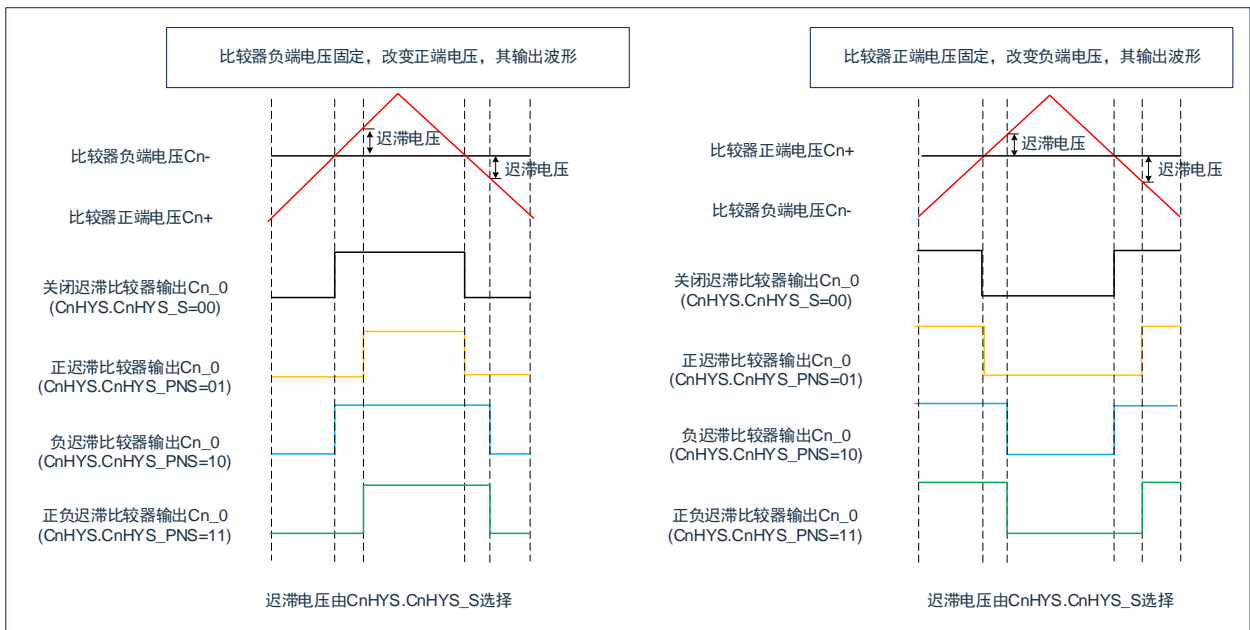 比较器负端电压固定，改变正端电压，其输出波形
迟滞电压
比较器负端电压Cn-
迟滞电压
比较器正端电压Cn+
关闭迟滞比较器输出Cn_0
(CnHYS.CnHYS_S=00)
正迟滞比较器输出Cn_0
(CnHYS.CnHYS_PNS=01)
负迟滞比较器输出Cn_0
(CnHYS.CnHYS_PNS=10)
正负迟滞比较器输出Cn_0
(CnHYS.CnHYS_PNS=11)
迟滞电压由CnHYS.CnHYS_S选择
比较器正端电压固定，改变负端电压，其输出波形
迟滞电压
比较器正端电压Cn+
迟滞电压
比较器负端电压Cn-
关闭迟滞比较器输出Cn_0
(CnHYS.CnHYS_S=00)
正迟滞比较器输出Cn_0
(CnHYS.CnHYS_PNS=01)
负迟滞比较器输出Cn_0
(CnHYS.CnHYS_PNS=10)
正负迟滞比较器输出Cn_0
(CnHYS.CnHYS_PNS=11)
迟滞电压由CnHYS.CnHYS_S选择